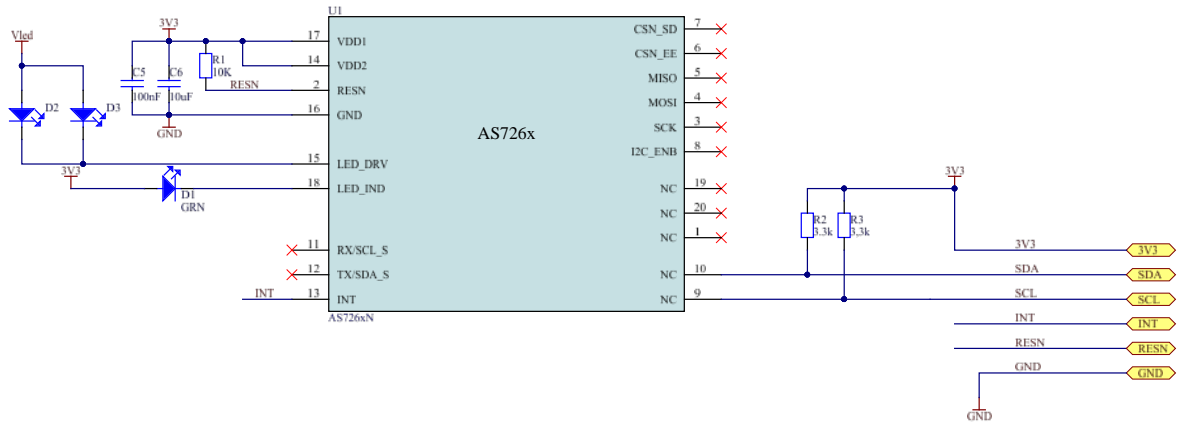 U1
Vled
3V3
17 VDD1
14 VDD2
2 RESN
16 GND
15 LED_DRV
18 LED_IND
11 RX/SCL_S
12 TX/SDA_S
13 INT
AS726xN
AS726x
CSN_SD 7
CSN_EE 6
MISO 5
MOSI 4
SCK 3
I2C_ENB 8
NC 19
NC 20
NC 1
NC 10
NC 9
R1
10K
RESN
C5
100nF
C6
10uF
GND
D2
D3
3V3
D1
GRN
INT
3V3
R2
3.3k
R3
3,3k
3V3 3V3
SDA SDA
SCL SCL
INT INT
RESN RESN
GND GND
GND